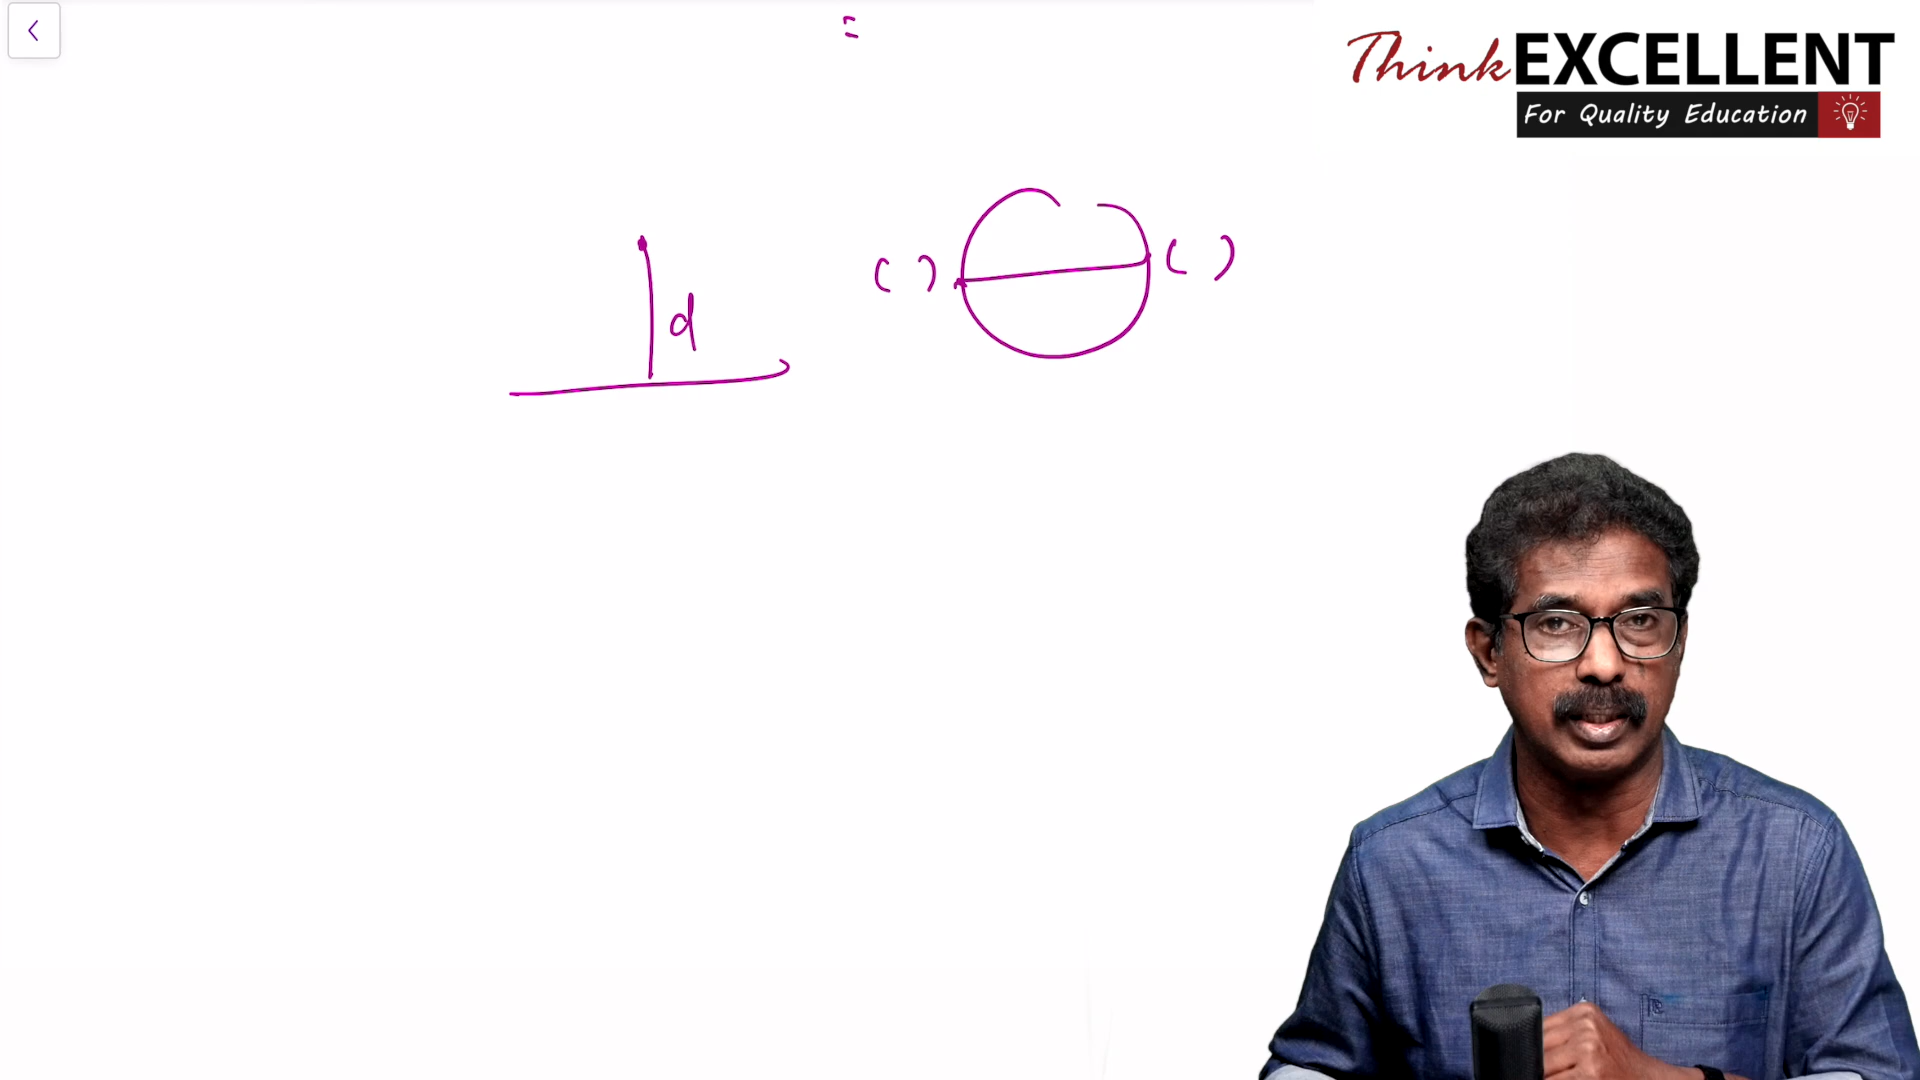 =
Think EXCELLENT
For Quality Education
( ) ( )
d